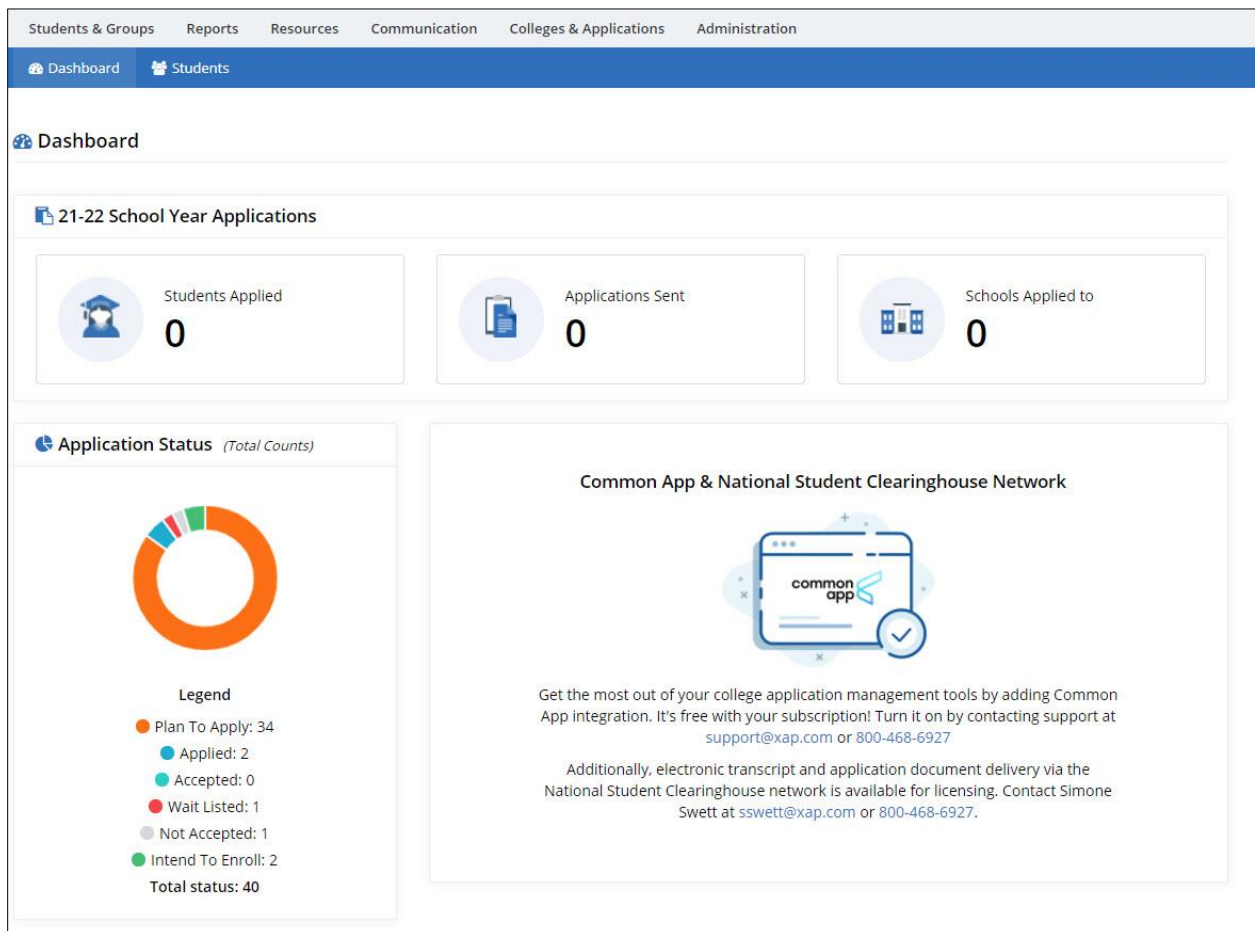 Students & Groups Reports Resources Communication Colleges & Applications Administration
Dashboard Students
Dashboard
21-22 School Year Applications
Students Applied
0
Applications Sent
0
Schools Applied to
0
Application Status (Total Counts)
Legend
Plan To Apply: 34
Applied: 2
Accepted: 0
Wait Listed: 1
Not Accepted: 1
Intend To Enroll: 2
Total status: 40
Common App & National Student Clearinghouse Network
common
app
Get the most out of your college application management tools by adding Common
App integration. It's free with your subscription! Turn it on by contacting support at
support@xap.com or 800-468-6927
Additionally, electronic transcript and application document delivery via the
National Student Clearinghouse network is available for licensing. Contact Simone
Swett at sswett@xap.com or 800-468-6927.